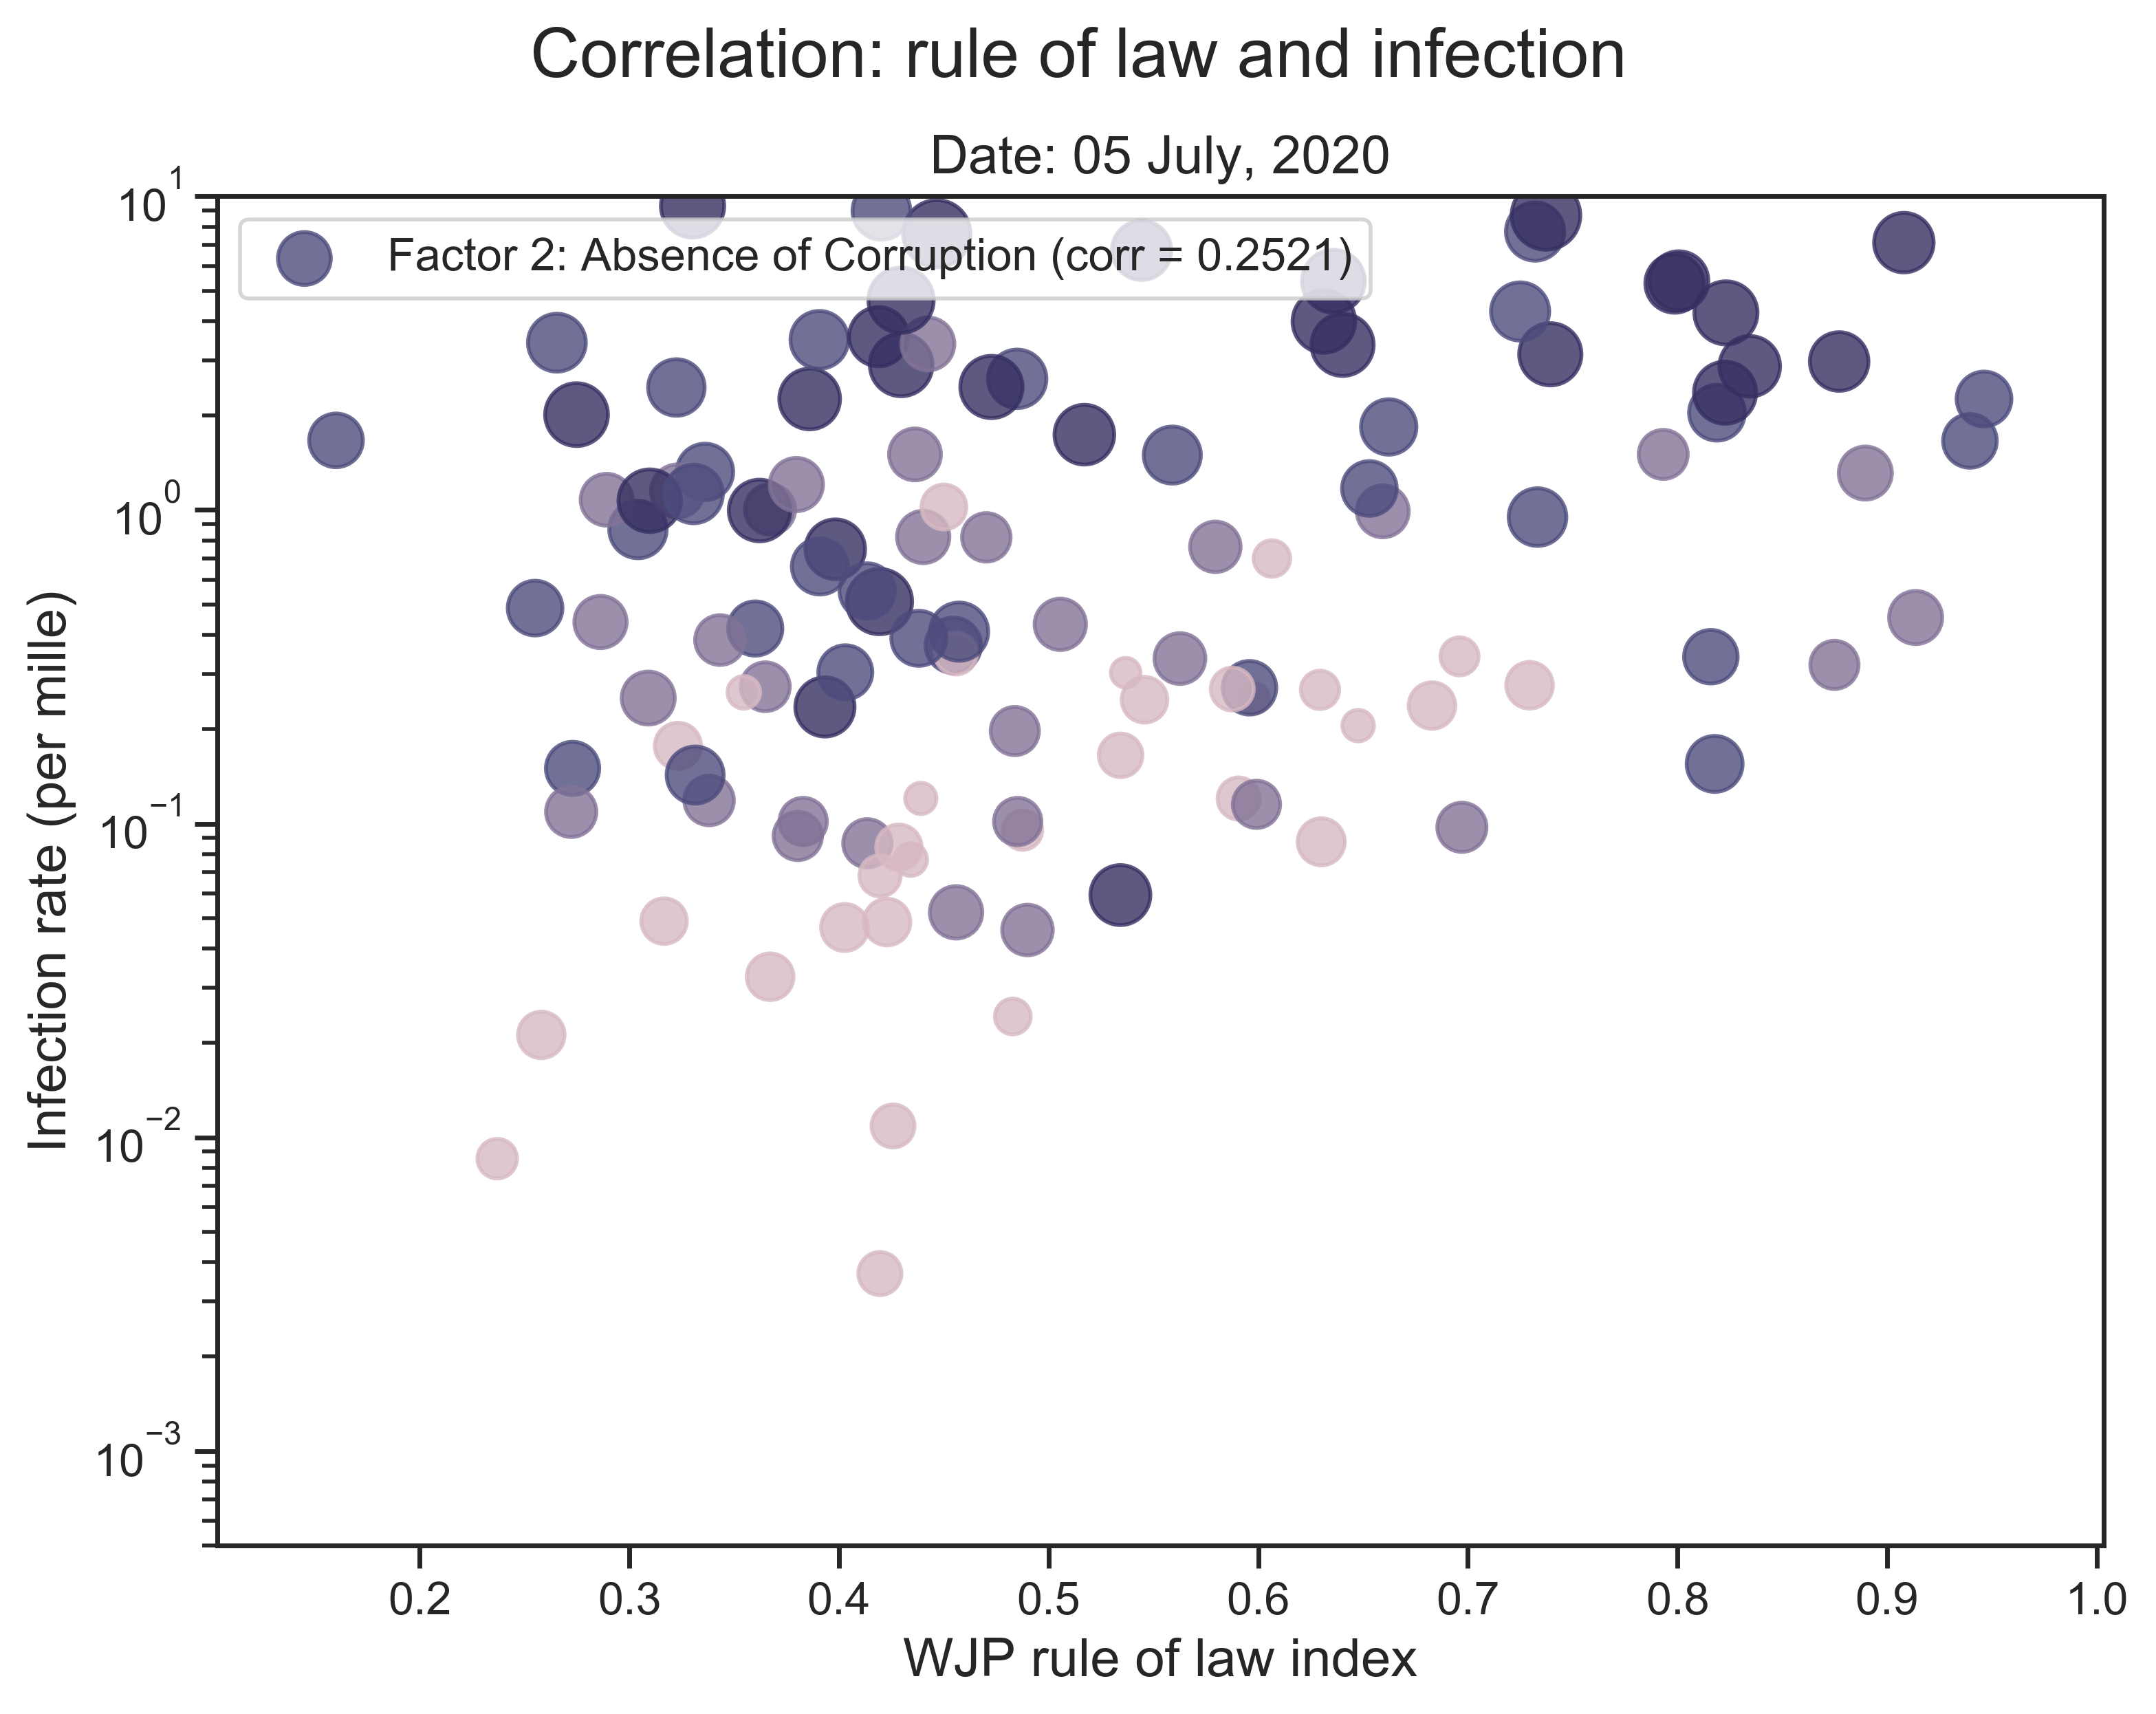 Correlation: rule of law and infection
Date: 05 July, 2020
Factor 2: Absence of Corruption (corr = 0.2521)
Infection rate (per mille)
10^1
10^0
10^−1
10^−2
10^−3
0.2 0.3 0.4 0.5 0.6 0.7 0.8 0.9 1.0
WJP rule of law index